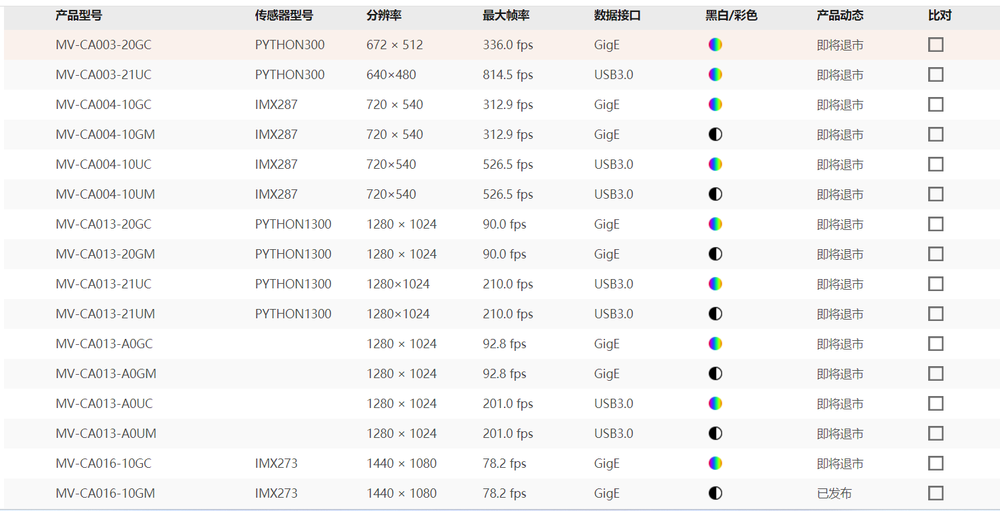 产品型号 传感器型号 分辨率 最大帧率 数据接口 黑白/彩色 产品动态 比对
MV-CA003-20GC PYTHON300 672 × 512 336.0 fps GigE 即将退市
MV-CA003-21UC PYTHON300 640×480 814.5 fps USB3.0 即将退市
MV-CA004-10GC IMX287 720 × 540 312.9 fps GigE 即将退市
MV-CA004-10GM IMX287 720 × 540 312.9 fps GigE 即将退市
MV-CA004-10UC IMX287 720×540 526.5 fps USB3.0 即将退市
MV-CA004-10UM IMX287 720×540 526.5 fps USB3.0 即将退市
MV-CA013-20GC PYTHON1300 1280 × 1024 90.0 fps GigE 即将退市
MV-CA013-20GM PYTHON1300 1280 × 1024 90.0 fps GigE 即将退市
MV-CA013-21UC PYTHON1300 1280×1024 210.0 fps USB3.0 即将退市
MV-CA013-21UM PYTHON1300 1280×1024 210.0 fps USB3.0 即将退市
MV-CA013-A0GC 1280 × 1024 92.8 fps GigE 即将退市
MV-CA013-A0GM 1280 × 1024 92.8 fps GigE 即将退市
MV-CA013-A0UC 1280 × 1024 201.0 fps USB3.0 即将退市
MV-CA013-A0UM 1280 × 1024 201.0 fps USB3.0 即将退市
MV-CA016-10GC IMX273 1440 × 1080 78.2 fps GigE 即将退市
MV-CA016-10GM IMX273 1440 × 1080 78.2 fps GigE 已发布